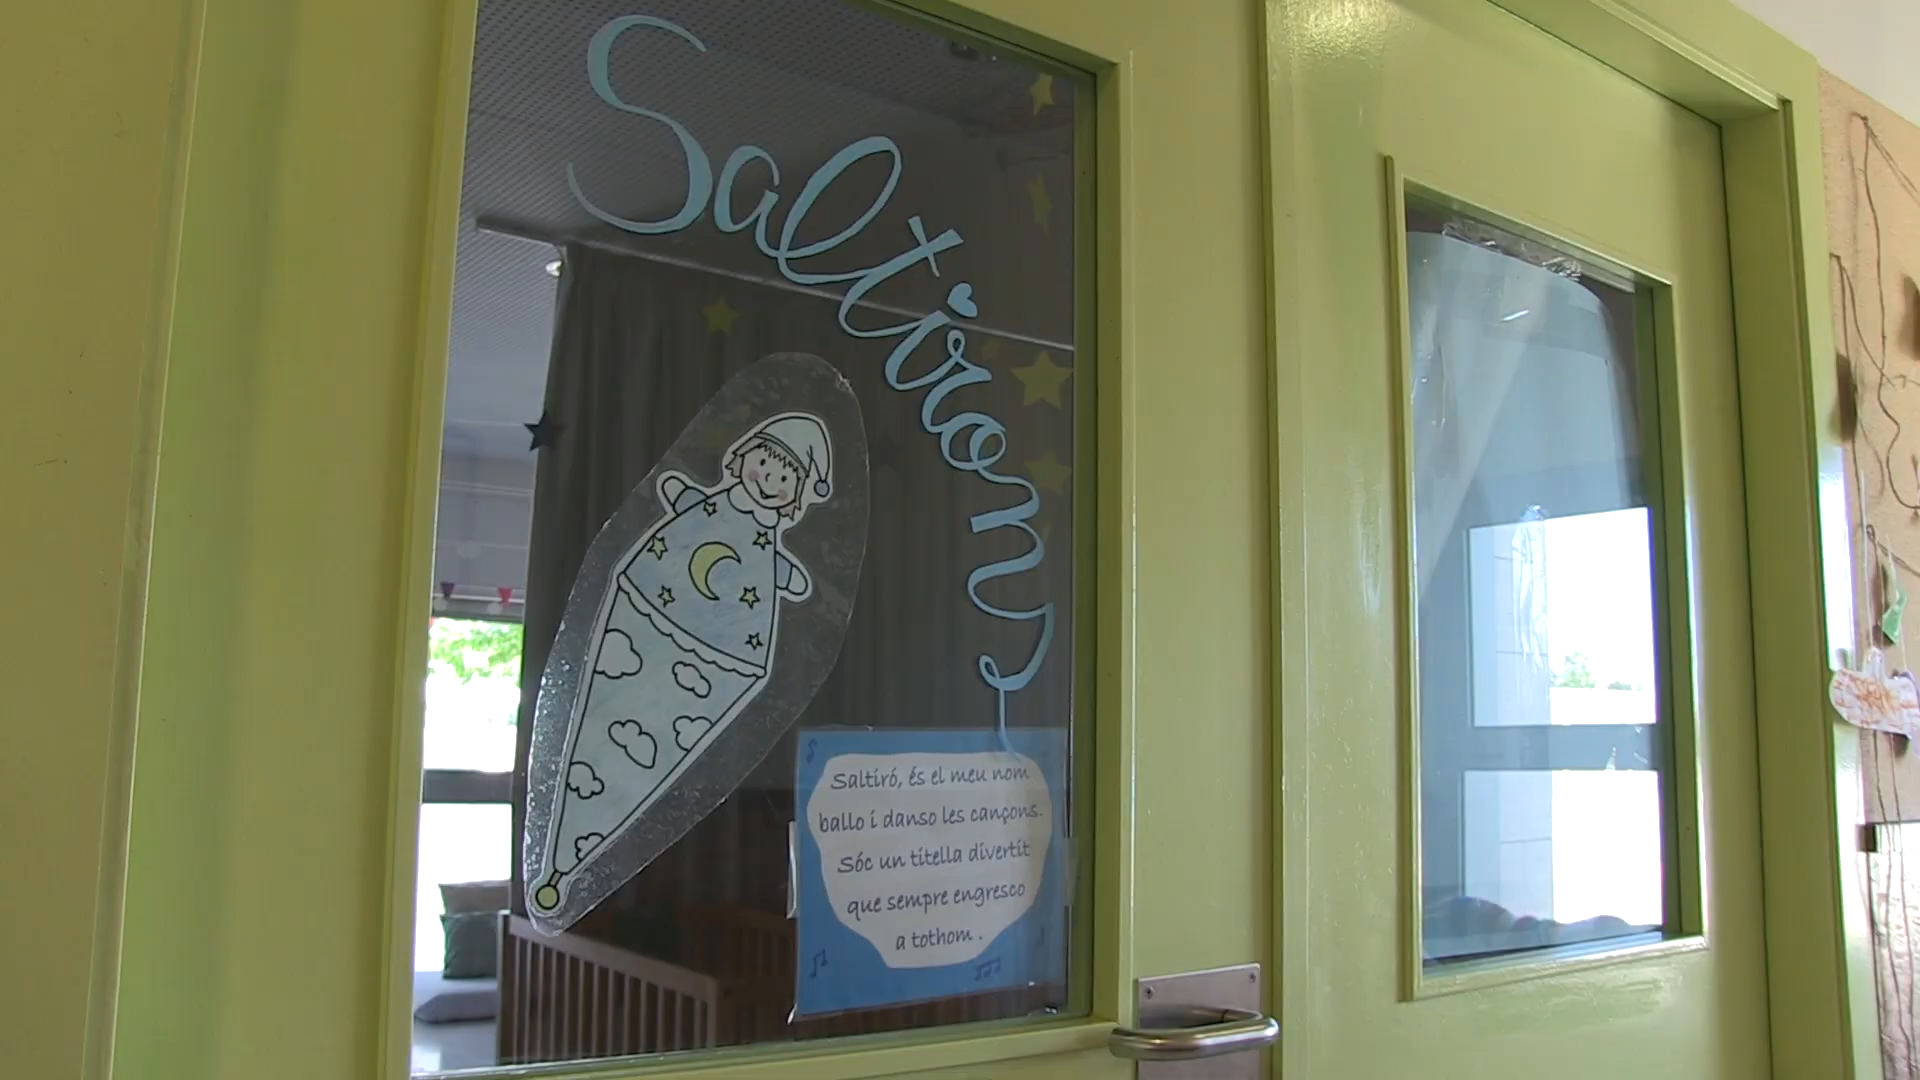 Saltirons
Saltiró, és el meu nom
ballo i danso les cançons.
Sóc un titella divertit
que sempre engresco
a tothom .